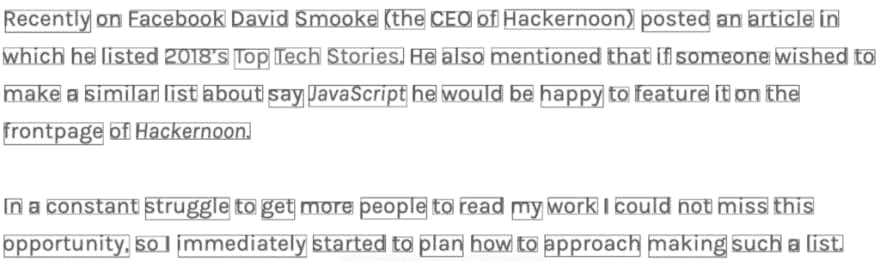 Recently on Facebook David Smooke (the CEO of Hackernoon) posted an article in
which he listed 2018's Top Tech Stories. He also mentioned that if someone wished to
make a similar list about say JavaScript he would be happy to feature it on the
frontpage of Hackernoon.
In a constant struggle to get more people to read my work I could not miss this
opportunity, so I immediately started to plan how to approach making such a list.